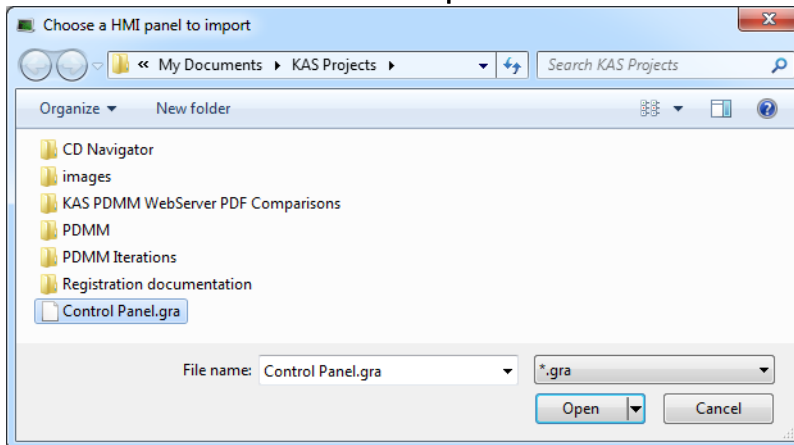 Choose a HMI panel to import
« My Documents ▸ KAS Projects ▸ Search KAS Projects
Organize ▼ New folder
CD Navigator
images
KAS PDMM WebServer PDF Comparisons
PDMM
PDMM Iterations
Registration documentation
Control Panel.gra
File name: Control Panel.gra *.gra
Open Cancel